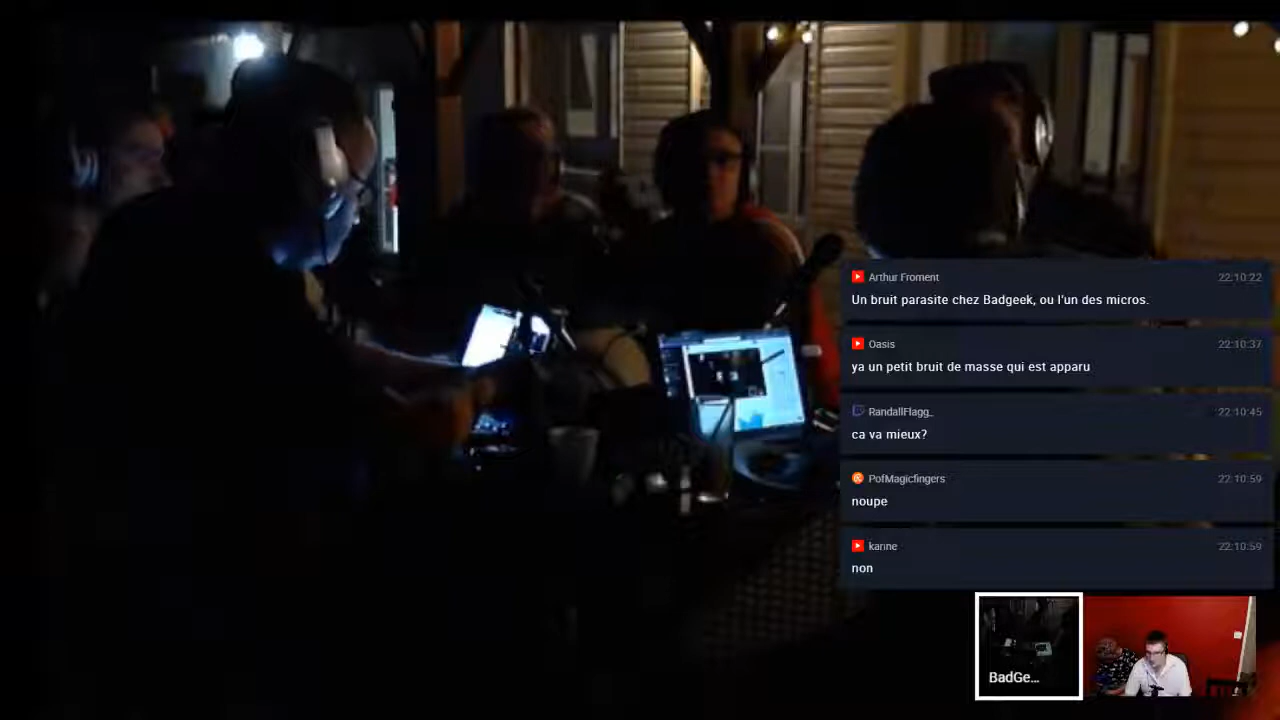 Arthur Froment 22:10:22
Un bruit parasite chez Badgeek, ou l'un des micros.
Oasis 22:10:37
ya un petit bruit de masse qui est apparu
RandallFlagg_ 22:10:45
ca va mieux?
PofMagicfingers 22:10:59
noupe
karine 22:10:59
non
BadGe...